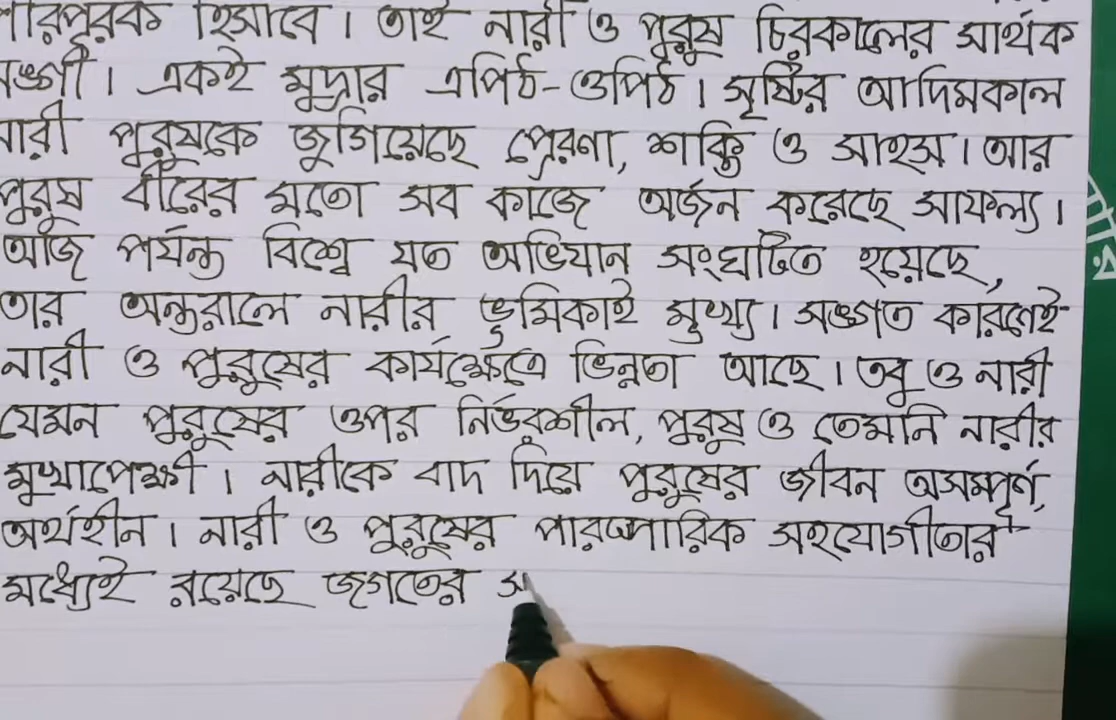 পরিপূরক হিসাবে। তাই নারী ও পুরুষ চিরকালের সার্থক
সঙ্গী। একই মুদ্রার এপিঠ-ওপিঠ। সৃষ্টির আদিমকাল
নারী পুরুষকে জুগিয়েছে প্রেরণা, শক্তি ও সাহস। আর
পুরুষ বীরের মতো সব কাজে অর্জন করেছে সাফল্য।
আজ পর্যন্ত বিশ্বে যত অভিযান সংঘটিত হয়েছে,
তার অন্তরালে নারীর ভূমিকাই মুখ্য। সঙ্গত কারণেই
নারী ও পুরুষের কার্যক্ষেত্রে ভিন্নতা আছে। তবু ও নারী
যেমন পুরুষের ওপর নির্ভরশীল, পুরুষ ও তেমনি নারীর
মুখাপেক্ষী। নারীকে বাদ দিয়ে পুরুষের জীবন অসম্পূর্ণ,
অর্থহীন। নারী ও পুরুষের পারস্পারিক সহযোগীতার
মধ্যেই রয়েছে জগতের স